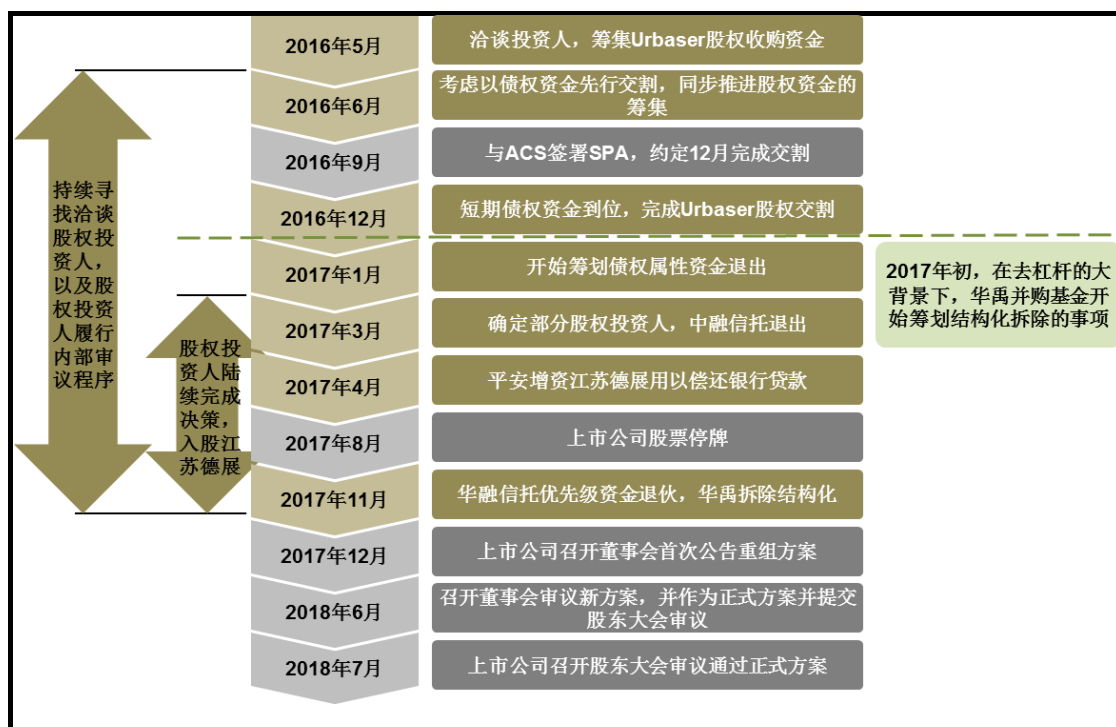 2016年5月
洽谈投资人，筹集Urbaser股权收购资金
2016年6月
考虑以债权资金先行交割，同步推进股权资金的
筹集
2016年9月
与ACS签署SPA，约定12月完成交割
2016年12月
短期债权资金到位，完成Urbaser股权交割
2017年1月
开始筹划债权属性资金退出
2017年3月
确定部分股权投资人，中融信托退出
2017年4月
平安增资江苏德展用以偿还银行贷款
2017年8月
上市公司股票停牌
2017年11月
华融信托优先级资金退伙，华禹拆除结构化
2017年12月
上市公司召开董事会首次公告重组方案
2018年6月
召开董事会审议新方案，并作为正式方案并提交
股东大会审议
2018年7月
上市公司召开股东大会审议通过正式方案
持续寻
找洽谈
股权投
资人，
以及股
权投资
人履行
内部审
议程序
股权投
资人陆
续完成
决策，
入股江
苏德展
2017年初，在去杠杆的大
背景下，华禹并购基金开
始筹划结构化拆除的事项